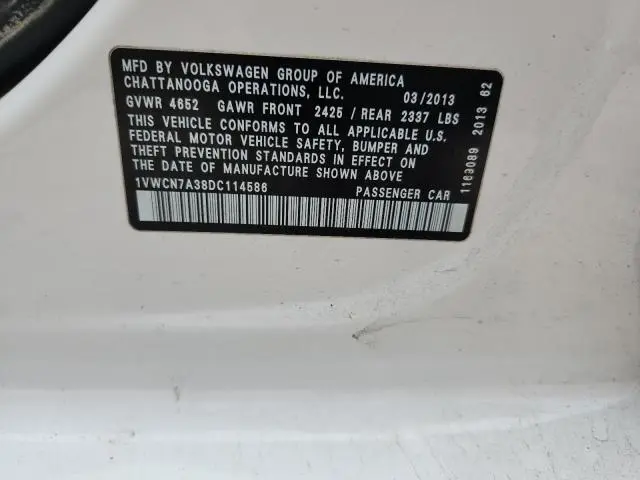 MFD BY VOLKSWAGEN GROUP OF AMERICA
CHATTANOOGA OPERATIONS, LLC. 03/2013
GVWR 4652 GAWR FRONT 2425 / REAR 2337 LBS
THIS VEHICLE CONFORMS TO ALL APPLICABLE U.S.
FEDERAL MOTOR VEHICLE SAFETY, BUMPER AND
THEFT PREVENTION STANDARDS IN EFFECT ON
THE DATE OF MANUFACTURE SHOWN ABOVE
1VWCN7A38DC114586 PASSENGER CAR
1169089 2013 62